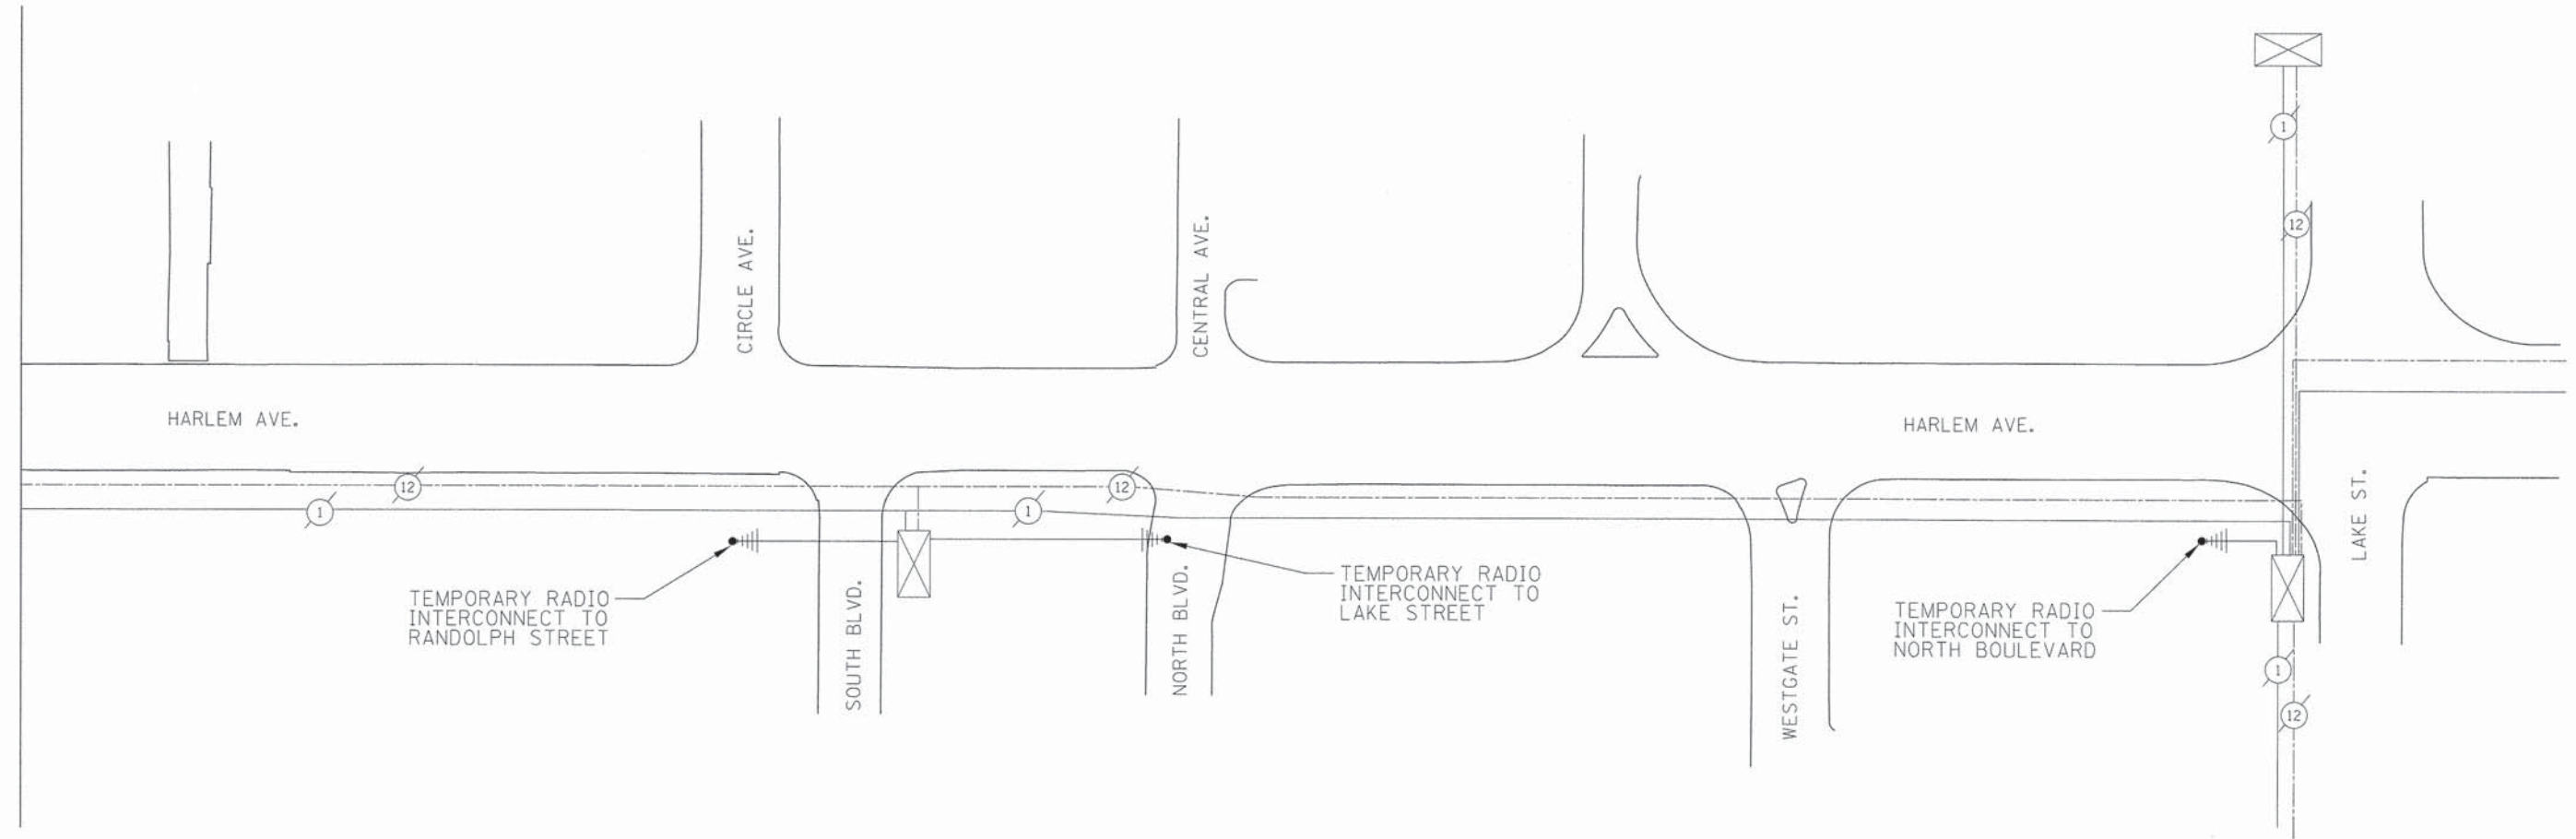 1
12
CIRCLE AVE.
CENTRAL AVE.
HARLEM AVE.
HARLEM AVE.
12
1
12
1
TEMPORARY RADIO
INTERCONNECT TO
RANDOLPH STREET
SOUTH BLVD.
NORTH BLVD.
TEMPORARY RADIO
INTERCONNECT TO
LAKE STREET
WESTGATE ST.
TEMPORARY RADIO
INTERCONNECT TO
NORTH BOULEVARD
LAKE ST.
1
12